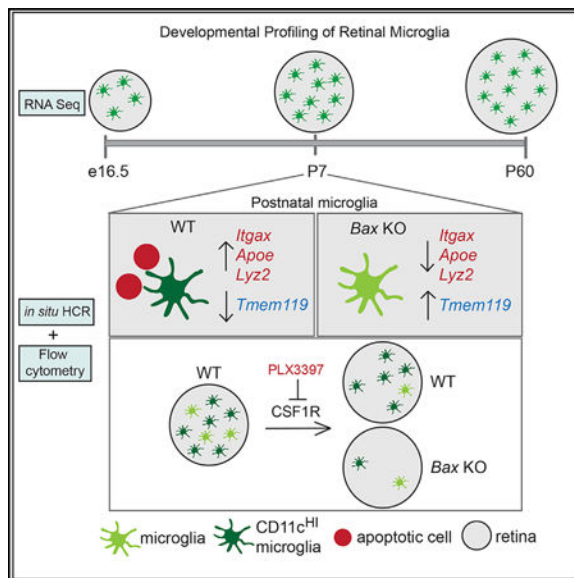 Developmental Profiling of Retinal Microglia
RNA Seq
e16.5
P7
P60
Postnatal microglia
WT
Itgax
Apoe
Lyz2
Tmem119
Bax KO
Itgax
Apoe
Lyz2
Tmem119
in situ HCR
+
Flow
cytometry
WT
PLX3397
CSF1R
WT
Bax KO
microglia
CD11cHI
microglia
apoptotic cell
retina